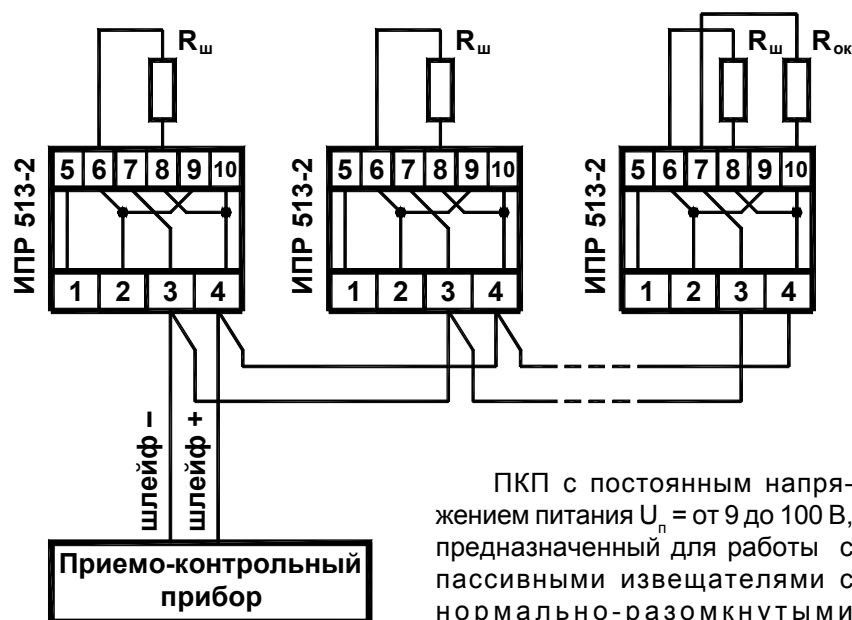 Rш Rш Rш Rок
5 6 7 8 9 10 5 6 7 8 9 10 5 6 7 8 9 10
ИПР 513-2 ИПР 513-2 ИПР 513-2
1 2 3 4 1 2 3 4 1 2 3 4
шлейф –
шлейф +
Приемо-контрольный
прибор
ПКП с постоянным напря-
жением питания Uп = от 9 до 100 В,
предназначенный для работы с
пассивными извещателями с
нормально-разомкнутыми